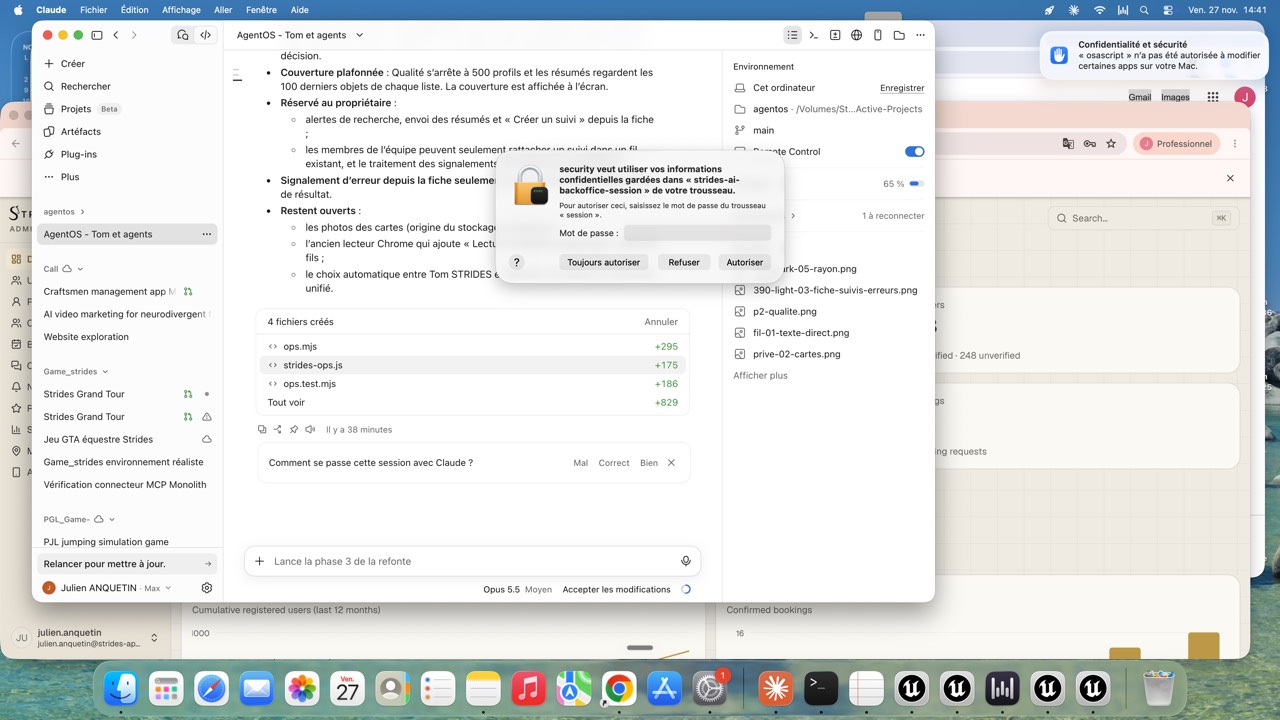 Claude Fichier Édition Affichage Aller Fenêtre Aide
Ven. 27 nov. 14:41
Confidentialité et sécurité
« osascript » n'a pas été autorisée à modifier
certaines apps sur votre Mac.
Gmail Images
J
J Professionnel
AgentOS - Tom et agents
Créer
Rechercher
Projets Beta
Artéfacts
Plug-ins
Plus
agentos
AgentOS - Tom et agents
Call
Craftsmen management app
AI video marketing for neurodivergent
Website exploration
Game_strides
Strides Grand Tour
Strides Grand Tour
Jeu GTA équestre Strides
Game_strides environnement réaliste
Vérification connecteur MCP Monolith
PGL_Game-
PJL jumping simulation game
Relancer pour mettre à jour.
J Julien ANQUETIN · Max
décision.
Couverture plafonnée : Qualité s'arrête à 500 profils et les résumés regardent les
100 derniers objets de chaque liste. La couverture est affichée à l'écran.
Réservé au propriétaire :
alertes de recherche, envoi des résumés et « Créer un suivi » depuis la fiche
;
les membres de l'équipe peuvent seulement rattacher un suivi dans un fil
existant, et le traitement des signalements
Signalement d'erreur depuis la fiche seulement
de résultat.
Restent ouverts :
les photos des cartes (origine du stockage
l'ancien lecteur Chrome qui ajoute « Lectu
fils ;
le choix automatique entre Tom STRIDES e
unifié.
4 fichiers créés Annuler
ops.mjs +295
strides-ops.js +175
ops.test.mjs +186
Tout voir +829
Il y a 38 minutes
Comment se passe cette session avec Claude ? Mal Correct Bien
Lance la phase 3 de la refonte
Opus 5.5 Moyen Accepter les modifications
Environnement
Cet ordinateur Enregistrer
agentos · /Volumes/St...Active-Projects
main
Remote Control
65 %
1 à reconnecter
rk-05-rayon.png
390-light-03-fiche-suivis-erreurs.png
p2-qualite.png
fil-01-texte-direct.png
prive-02-cartes.png
Afficher plus
security veut utiliser vos informations
confidentielles gardées dans « strides-ai-
backoffice-session » de votre trousseau.
Pour autoriser ceci, saisissez le mot de passe du trousseau
« session ».
Mot de passe :
? Toujours autoriser Refuser Autoriser
Search... ⌘K
ified · 248 unverified
ng requests
Cumulative registered users (last 12 months)
Confirmed bookings
16
JU julien.anquetin
julien.anquetin@strides-ap...
Ven.
27
1